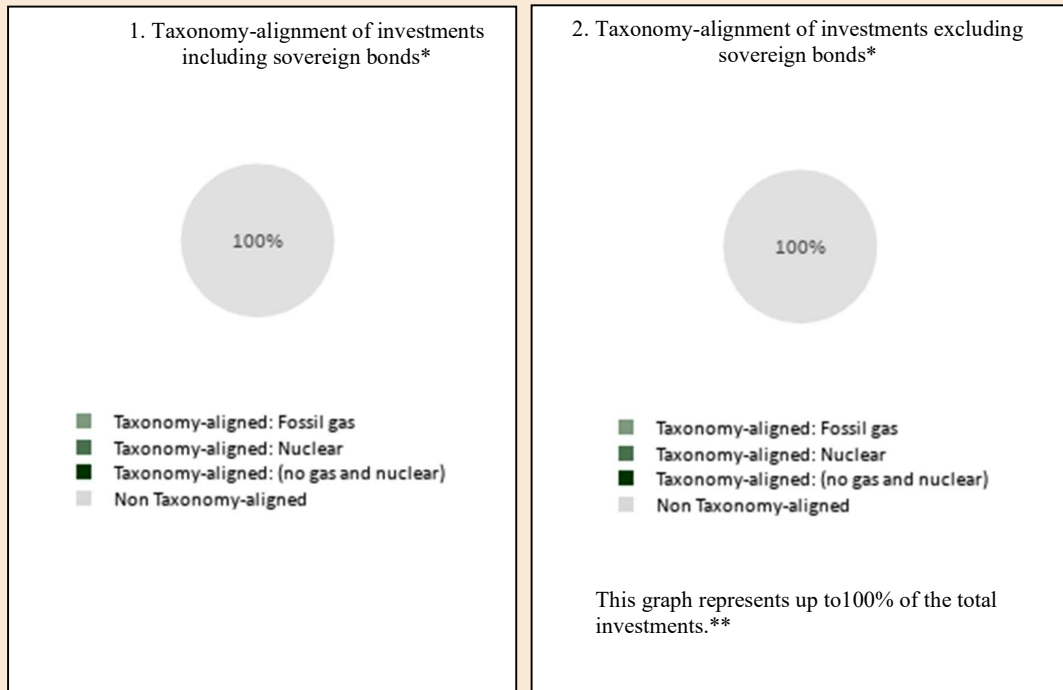 1. Taxonomy-alignment of investments
including sovereign bonds*
100%
Taxonomy-aligned: Fossil gas
Taxonomy-aligned: Nuclear
Taxonomy-aligned: (no gas and nuclear)
Non Taxonomy-aligned
2. Taxonomy-alignment of investments excluding
sovereign bonds*
100%
Taxonomy-aligned: Fossil gas
Taxonomy-aligned: Nuclear
Taxonomy-aligned: (no gas and nuclear)
Non Taxonomy-aligned
This graph represents up to100% of the total
investments.**